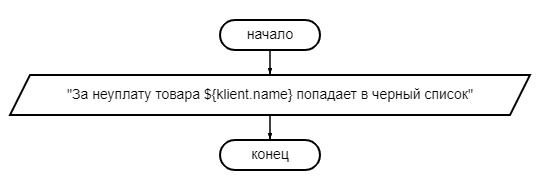 начало
"За неуплату товара ${klient.name} попадает в черный список"
конец